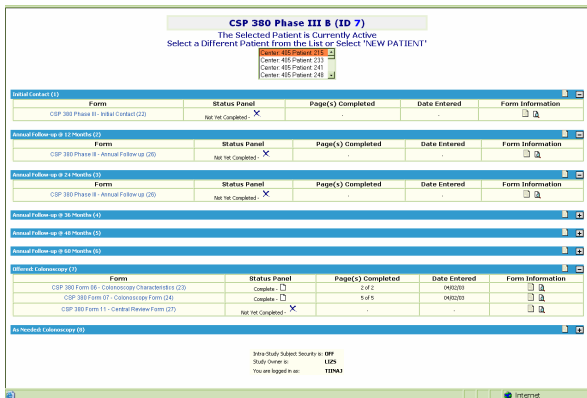 CSP 380 Phase III B (ID 7)
The Selected Patient is Currently Active
Select a Different Patient from the List or Select 'NEW PATIENT'
Center: 405 Patient: 215
Center: 405 Patient: 233
Center: 405 Patient: 241
Center: 405 Patient: 248
Initial Contact (1)
Form Status Panel Page(s) Completed Date Entered Form Information
CSP 380 Phase III - Initial Contact (22) Not Yet Completed - . .
Annual Follow-up @ 12 Months (2)
Form Status Panel Page(s) Completed Date Entered Form Information
CSP 380 Phase III - Annual Follow up (26) Not Yet Completed - . .
Annual Follow-up @ 24 Months (3)
Form Status Panel Page(s) Completed Date Entered Form Information
CSP 380 Phase III - Annual Follow up (26) Not Yet Completed - . .
Annual Follow-up @ 36 Months (4)
Annual Follow-up @ 48 Months (5)
Annual Follow-up @ 60 Months (6)
Offered: Colonoscopy (7)
Form Status Panel Page(s) Completed Date Entered Form Information
CSP 380 Form 06 - Colonoscopy Characteristics (23) Complete - 2 of 2 04/02/03
CSP 380 Form 07 - Colonoscopy Form (24) Complete - 5 of 5 04/02/03
CSP 380 Form 11 - Central Review Form (27) Not Yet Completed - . .
As Needed: Colonoscopy (8)
Intra-Study Subject Security is: OFF
Study Owner is: LIZS
You are logged in as: TIINAJ
Internet